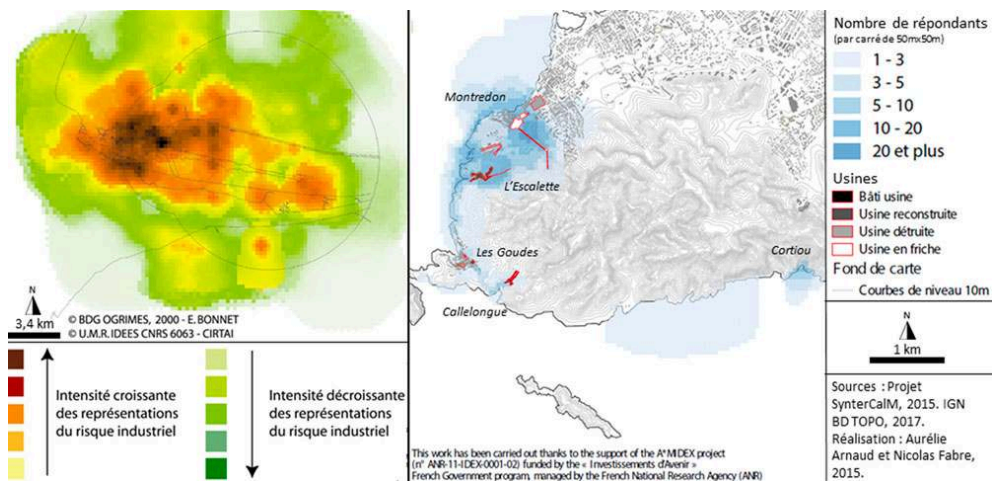 N
3,4 km
© BDG OGRIMES, 2000 - E. BONNET
© U.M.R. IDEES CNRS 6063 - CIRTAI
Intensité croissante
des représentations
du risque industriel
Intensité décroissante
des représentations
du risque industriel
Montredon
L'Escalette
Les Goudes
Cortiou
Callelongue
This work has been carried out thanks to the support of the A*MIDEX project
(n° ANR-11-IDEX-0001-02) funded by the « Investissements d'Avenir »
French Government program, managed by the French National Research Agency (ANR)
Nombre de répondants
(par carré de 50mx50m)
1 - 3
3 - 5
5 - 10
10 - 20
20 et plus
Usines
Bâti usine
Usine reconstruite
Usine détruite
Usine en friche
Fond de carte
Courbes de niveau 10m
N
1 km
Sources : Projet
SynterCalM, 2015. IGN
BD TOPO, 2017.
Réalisation : Aurélie
Arnaud et Nicolas Fabre,
2015.